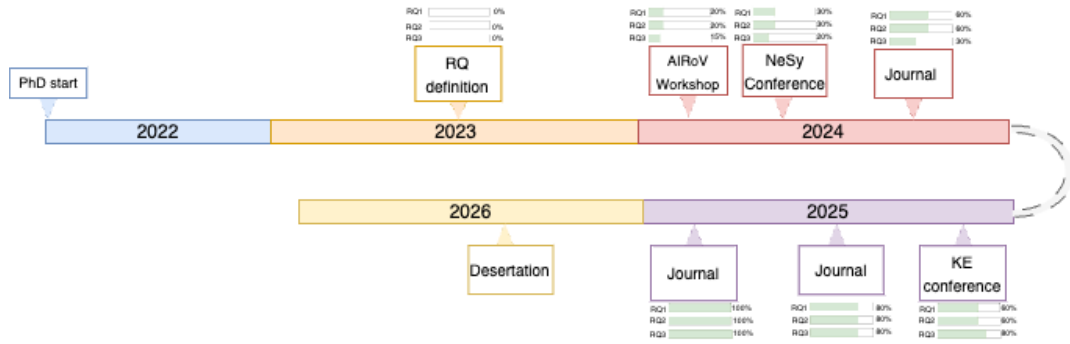 RQ1 0%
RQ2 0%
RQ3 0%
RQ1 20%
RQ2 20%
RQ3 15%
RQ1 30%
RQ2 30%
RQ3 20%
RQ1 60%
RQ2 60%
RQ3 30%
PhD start
RQ
definition
AIRoV
Workshop
NeSy
Conference
Journal
2022
2023
2024
2026
2025
Desertation
Journal
Journal
KE
conference
RQ1 100%
RQ2 100%
RQ3 100%
RQ1 80%
RQ2 80%
RQ3 80%
RQ1 60%
RQ2 60%
RQ3 80%